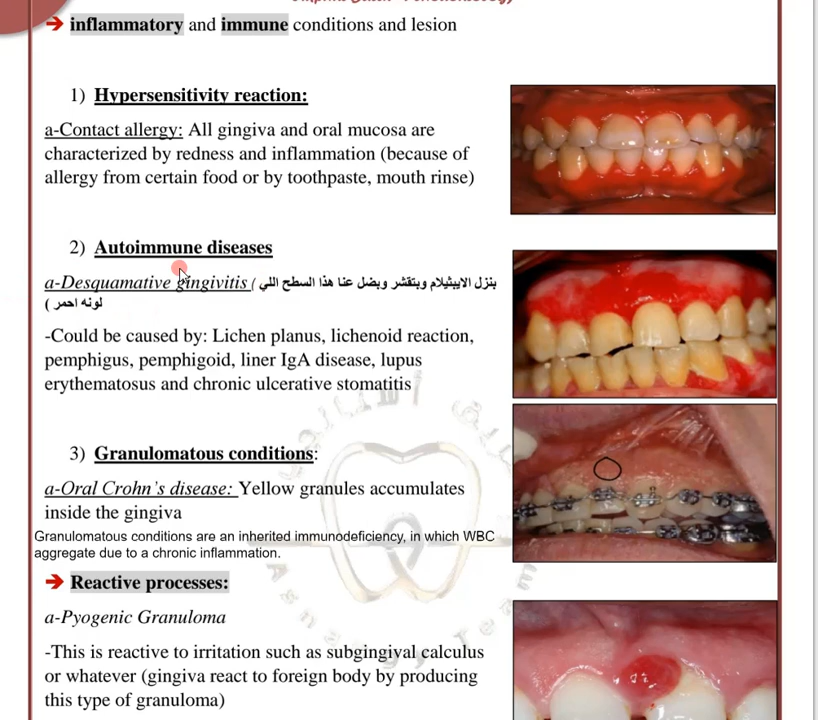 ➔ inflammatory and immune conditions and lesion
1) Hypersensitivity reaction:
a-Contact allergy: All gingiva and oral mucosa are
characterized by redness and inflammation (because of
allergy from certain food or by toothpaste, mouth rinse)
2) Autoimmune diseases
a-Desquamative gingivitis ( بنزل الايبثيلام وبتقشر وبضل عنا هذا السطح اللي
لونه احمر )
-Could be caused by: Lichen planus, lichenoid reaction,
pemphigus, pemphigoid, liner IgA disease, lupus
erythematosus and chronic ulcerative stomatitis
3) Granulomatous conditions:
a-Oral Crohn’s disease: Yellow granules accumulates
inside the gingiva
Granulomatous conditions are an inherited immunodeficiency, in which WBC
aggregate due to a chronic inflammation.
➔ Reactive processes:
a-Pyogenic Granuloma
-This is reactive to irritation such as subgingival calculus
or whatever (gingiva react to foreign body by producing
this type of granuloma)